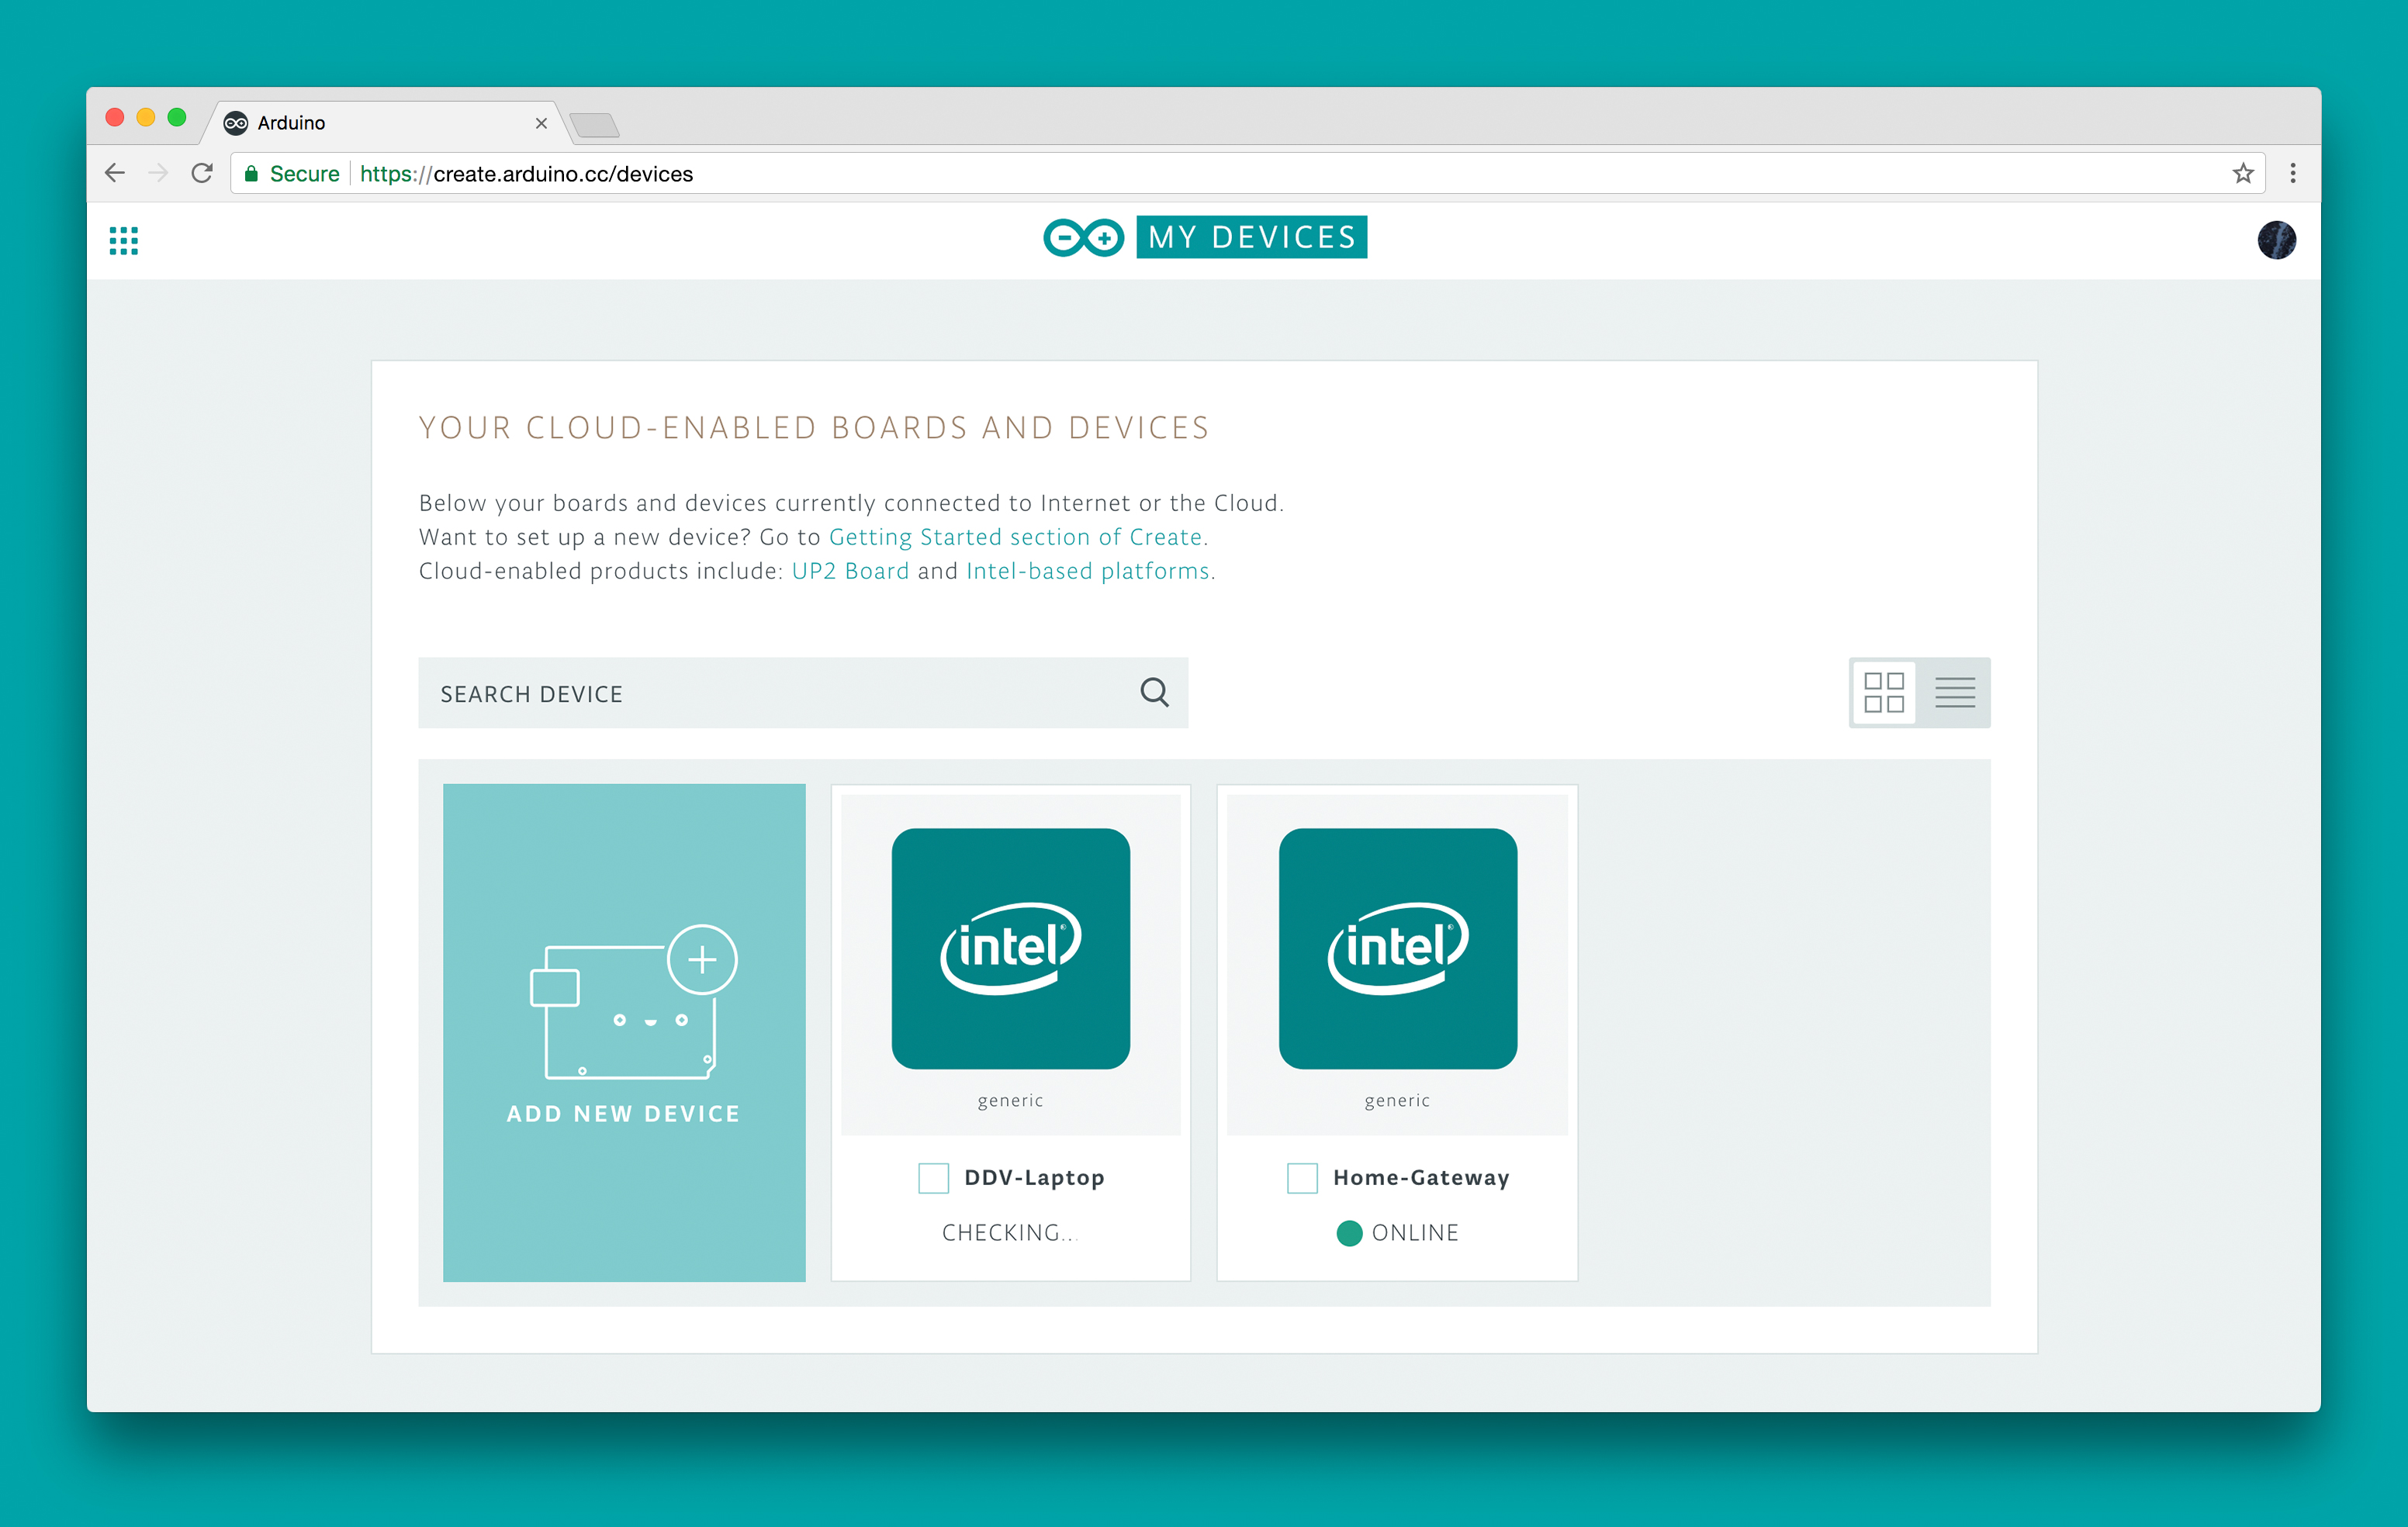 Arduino
Secure https://create.arduino.cc/devices
MY DEVICES
YOUR CLOUD-ENABLED BOARDS AND DEVICES
Below your boards and devices currently connected to Internet or the Cloud.
Want to set up a new device? Go to Getting Started section of Create.
Cloud-enabled products include: UP2 Board and Intel-based platforms.
SEARCH DEVICE
ADD NEW DEVICE
intel®
generic
DDV-Laptop
CHECKING...
intel®
generic
Home-Gateway
ONLINE